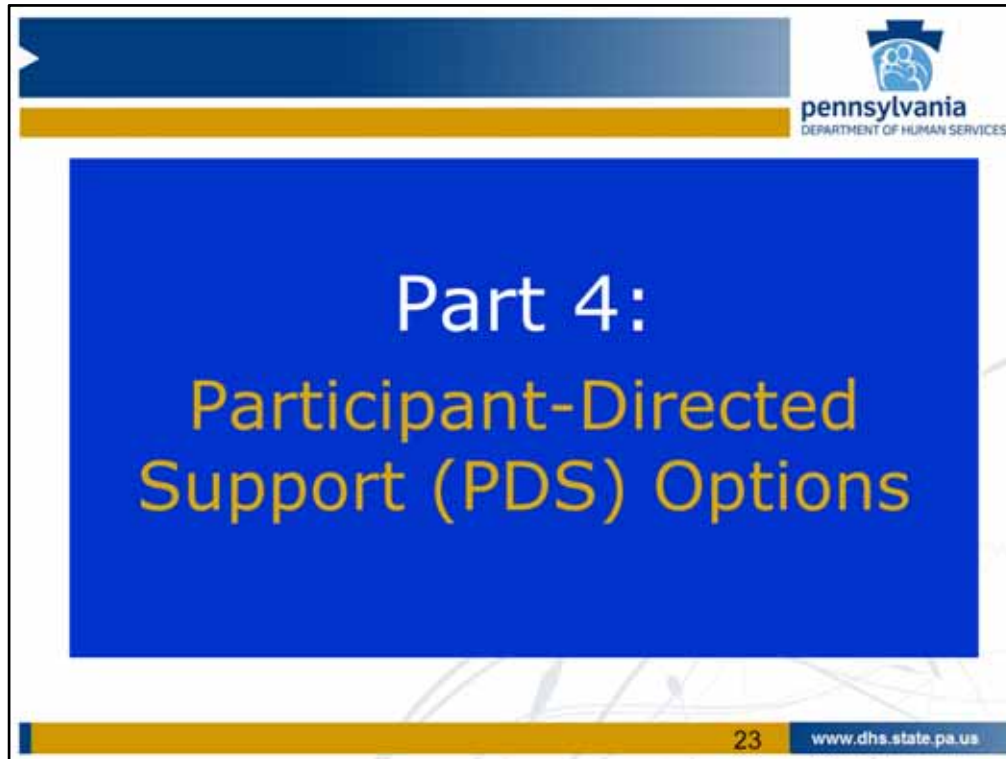 pennsylvania
DEPARTMENT OF HUMAN SERVICES
Part 4:
Participant-Directed
Support (PDS) Options
23
www.dhs.state.pa.us